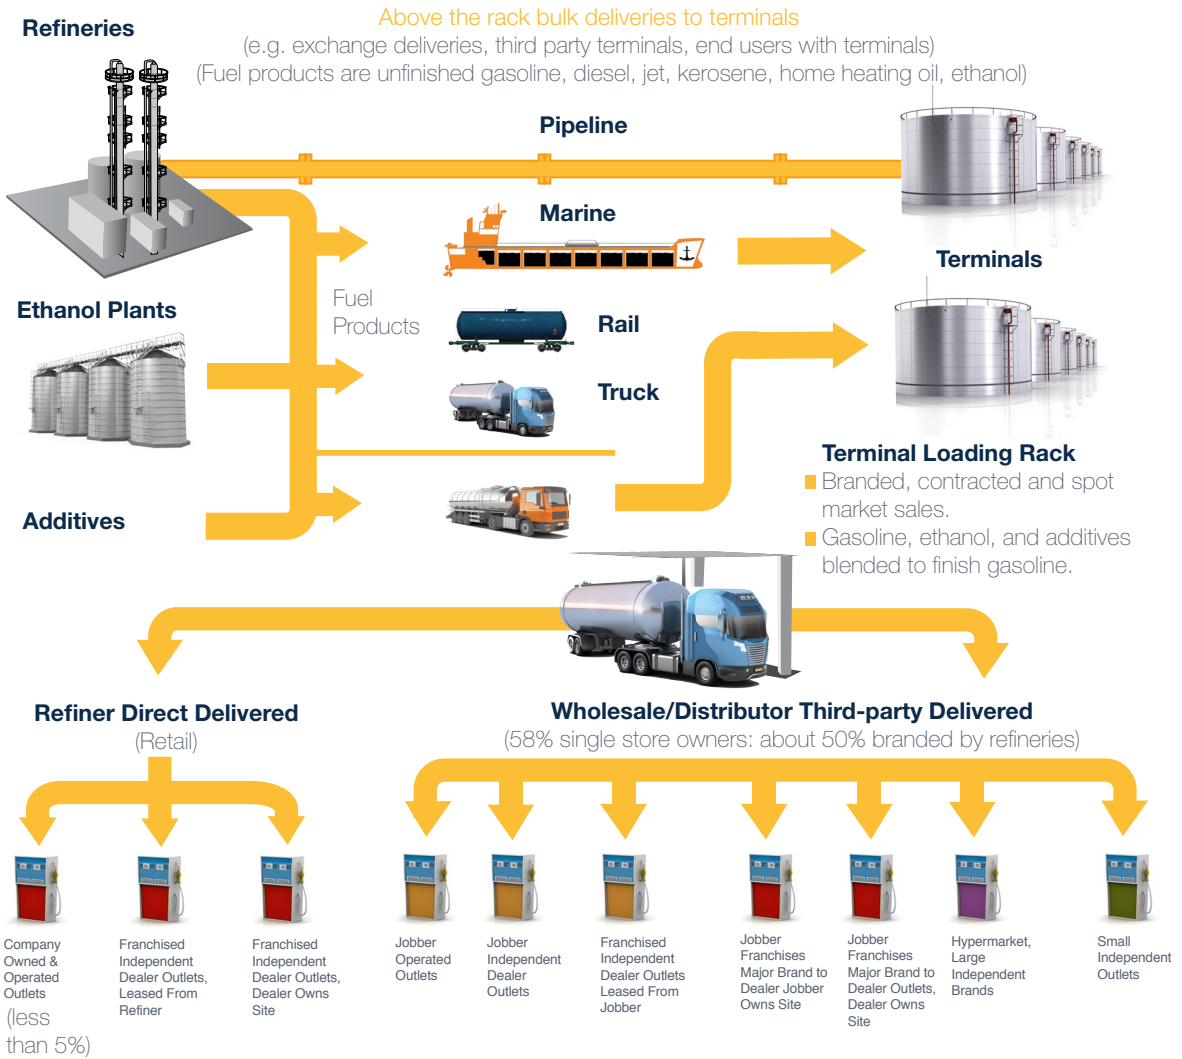 Refineries
Above the rack bulk deliveries to terminals
(e.g. exchange deliveries, third party terminals, end users with terminals)
(Fuel products are unfinished gasoline, diesel, jet, kerosene, home heating oil, ethanol)
Pipeline
Marine
Terminals
Ethanol Plants
Fuel
Products
Rail
Truck
Additives
Terminal Loading Rack
Branded, contracted and spot
market sales.
Gasoline, ethanol, and additives
blended to finish gasoline.
Refiner Direct Delivered
(Retail)
Wholesale/Distributor Third-party Delivered
(58% single store owners: about 50% branded by refineries)
Company
Owned &
Operated
Outlets
(less
than 5%)
Franchised
Independent
Dealer Outlets,
Leased From
Refiner
Franchised
Independent
Dealer Outlets,
Dealer Owns
Site
Jobber
Operated
Outlets
Jobber
Independent
Dealer
Outlets
Franchised
Independent
Dealer Outlets
Leased From
Jobber
Jobber
Franchises
Major Brand to
Dealer Jobber
Owns Site
Jobber
Franchises
Major Brand to
Dealer Outlets,
Dealer Owns
Site
Hypermarket,
Large
Independent
Brands
Small
Independent
Outlets